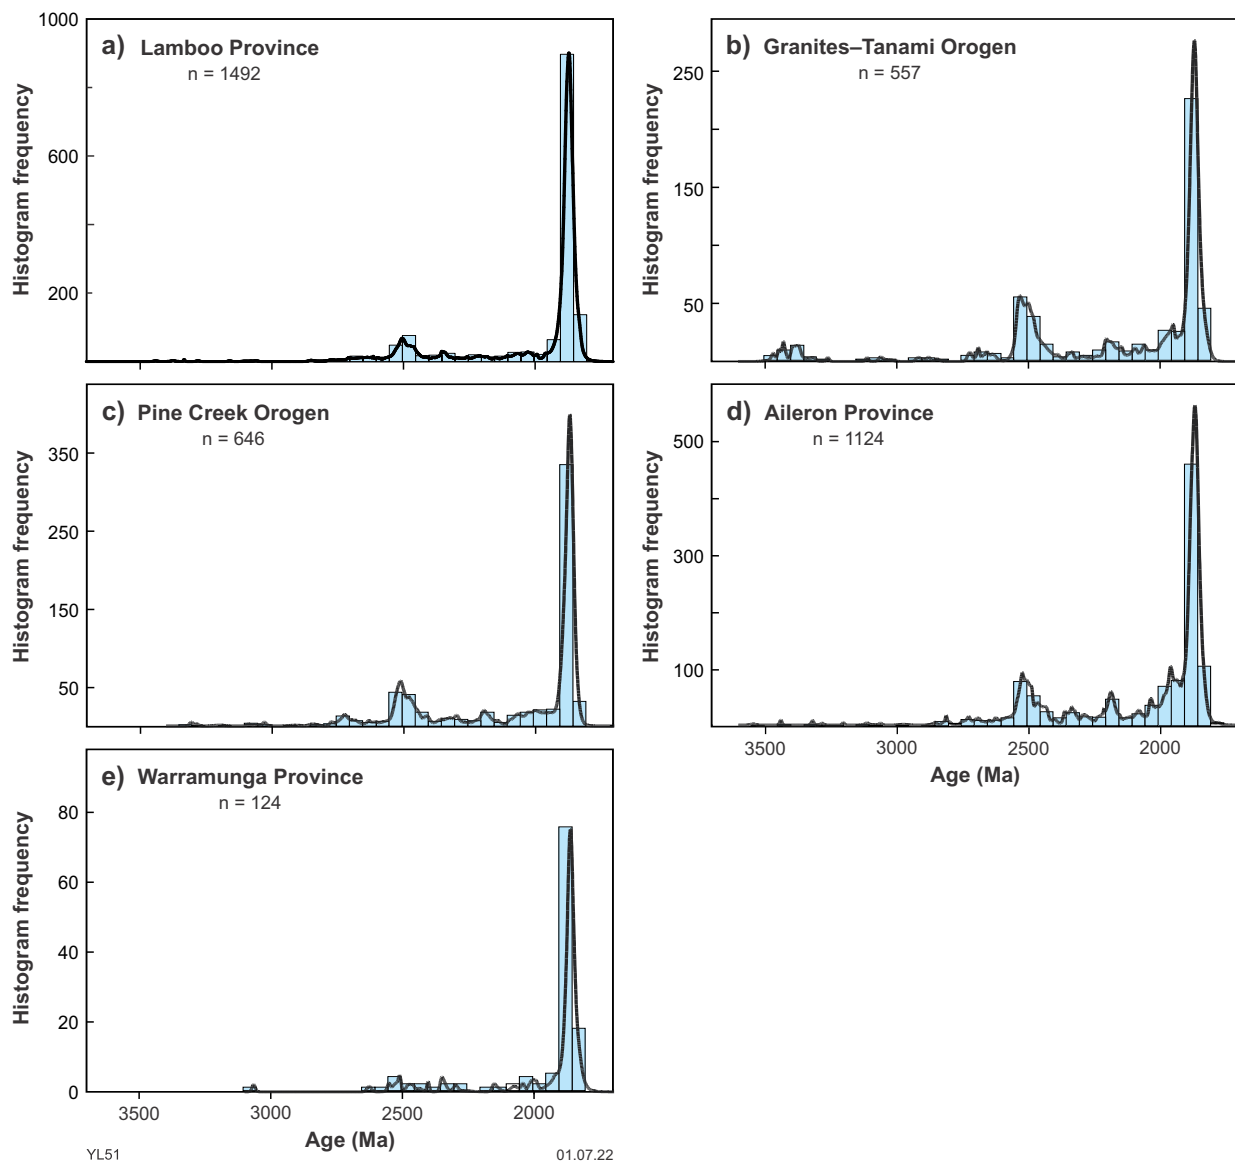 a) Lamboo Province
n = 1492
1000
600
200
Histogram frequency
b) Granites–Tanami Orogen
n = 557
250
150
50
Histogram frequency
c) Pine Creek Orogen
n = 646
350
250
150
50
Histogram frequency
d) Aileron Province
n = 1124
500
300
100
Histogram frequency
3500 3000 2500 2000
Age (Ma)
e) Warramunga Province
n = 124
80
60
40
20
0
Histogram frequency
3500 3000 2500 2000
Age (Ma)
YL51
01.07.22